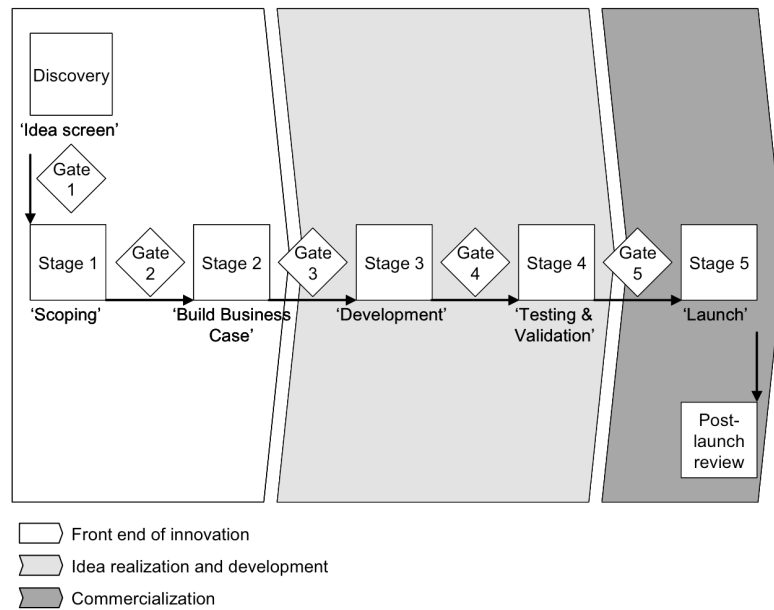 Discovery
‘Idea screen’
Gate
1
Stage 1
Gate
2
Stage 2
Gate
3
Stage 3
Gate
4
Stage 4
Gate
5
Stage 5
‘Scoping’
‘Build Business
Case’
‘Development’
‘Testing &
Validation’
‘Launch’
Post-
launch
review
Front end of innovation
Idea realization and development
Commercialization